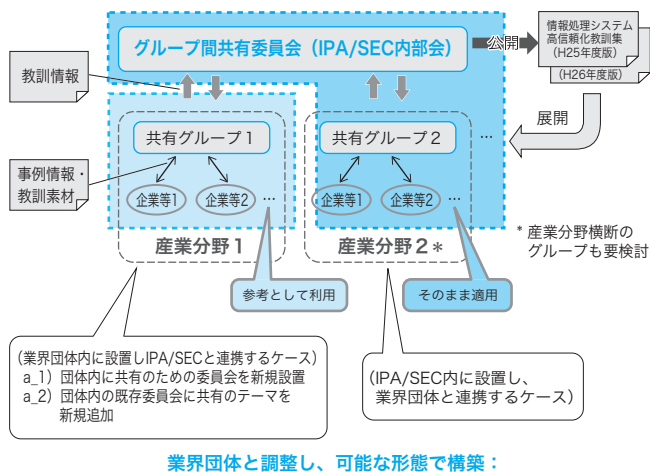 グループ間共有委員会（IPA/SEC内部会）
公開
情報処理システム
高信頼化教訓集
（H25年度版）
（H26年度版）
教訓情報
展開
共有グループ１
共有グループ２
…
事例情報・
教訓素材
企業等1
企業等2
…
企業等1
企業等2
…
産業分野１
産業分野２＊
* 産業分野横断の
グループも要検討
参考として利用
そのまま適用
（業界団体内に設置しIPA/SECと連携するケース）
a_1）団体内に共有のための委員会を新規設置
a_2）団体内の既存委員会に共有のテーマを
新規追加
（IPA/SEC内に設置し、
業界団体と連携するケース）
業界団体と調整し、可能な形態で構築：